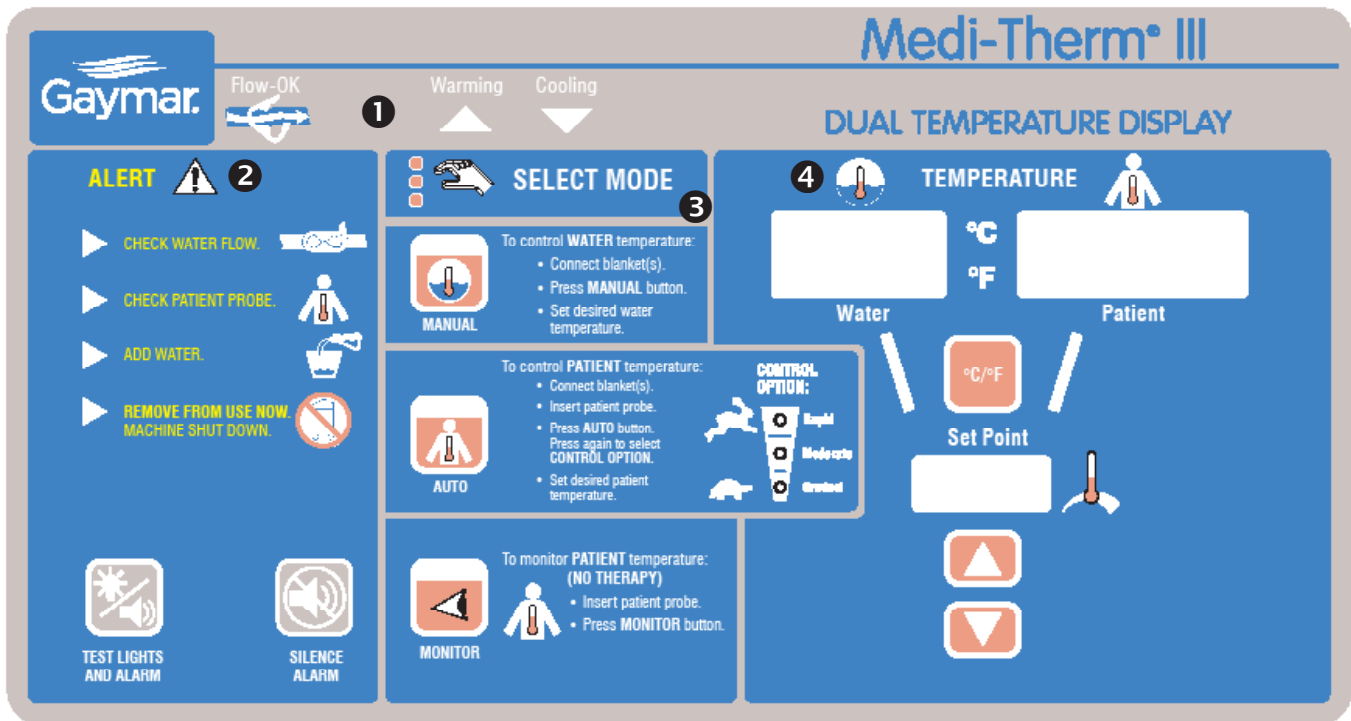 Medi-Therm® III
Gaymar.
Flow-OK
❶
Warming
Cooling
DUAL TEMPERATURE DISPLAY
ALERT
❷
CHECK WATER FLOW.
CHECK PATIENT PROBE.
ADD WATER.
REMOVE FROM USE NOW.
MACHINE SHUT DOWN.
TEST LIGHTS
AND ALARM
SILENCE
ALARM
SELECT MODE
❸
MANUAL
To control WATER temperature:
• Connect blanket(s).
• Press MANUAL button.
• Set desired water
temperature.
AUTO
To control PATIENT temperature:
• Connect blanket(s).
• Insert patient probe.
• Press AUTO button.
Press again to select
CONTROL OPTION.
• Set desired patient
temperature.
CONTROL
OPTION:
Rapid
Moderate
Gradual
MONITOR
To monitor PATIENT temperature:
(NO THERAPY)
• Insert patient probe.
• Press MONITOR button.
❹
TEMPERATURE
°C
°F
Water
Patient
°C/°F
Set Point